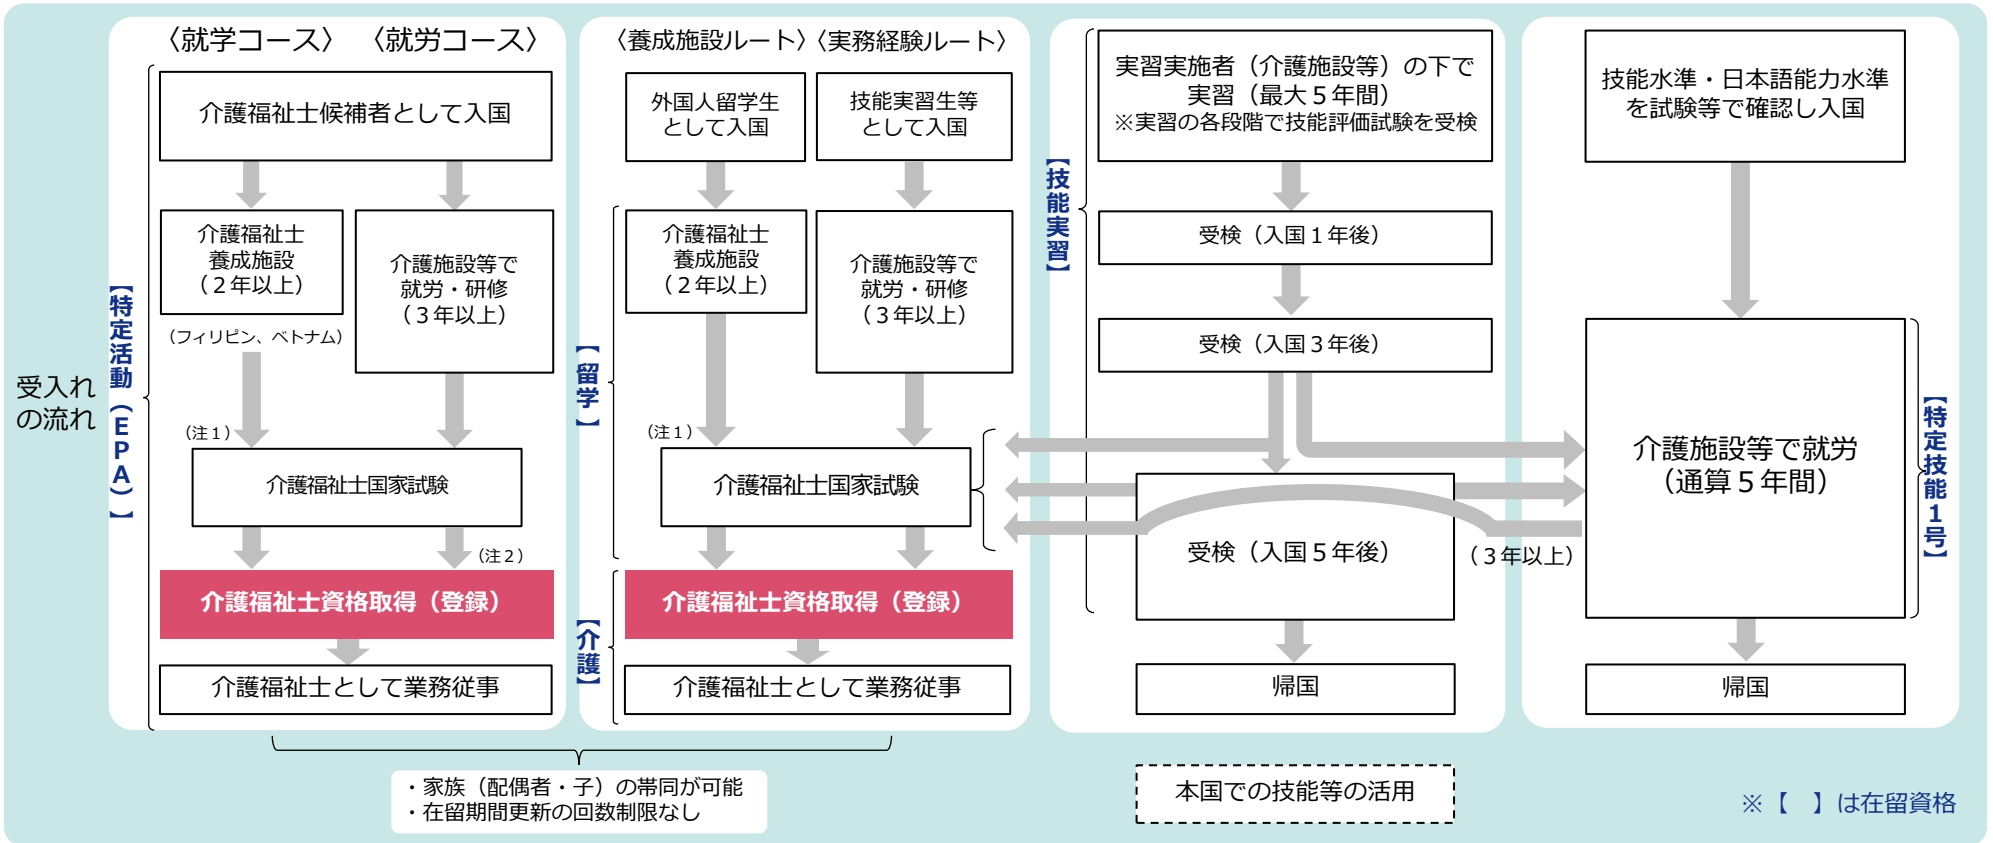 受入れ
の流れ
〈就学コース〉 〈就労コース〉
【特定活動（ＥＰＡ）】
介護福祉士候補者として入国
介護福祉士
養成施設
（２年以上）
（フィリピン、ベトナム）
介護施設等で
就労・研修
（３年以上）
（注１）
介護福祉士国家試験
（注２）
介護福祉士資格取得（登録）
介護福祉士として業務従事
〈養成施設ルート〉〈実務経験ルート〉
外国人留学生
として入国
技能実習生等
として入国
【留学】
介護福祉士
養成施設
（２年以上）
介護施設等で
就労・研修
（３年以上）
（注１）
介護福祉士国家試験
【介護】
介護福祉士資格取得（登録）
介護福祉士として業務従事
・家族（配偶者・子）の帯同が可能
・在留期間更新の回数制限なし
【技能実習】
実習実施者（介護施設等）の下で
実習（最大５年間）
※実習の各段階で技能評価試験を受検
受検（入国１年後）
受検（入国３年後）
受検（入国５年後）
帰国
本国での技能等の活用
技能水準・日本語能力水準
を試験等で確認し入国
介護施設等で就労
（通算５年間）
【特定技能１号】
（３年以上）
帰国
※【　】は在留資格